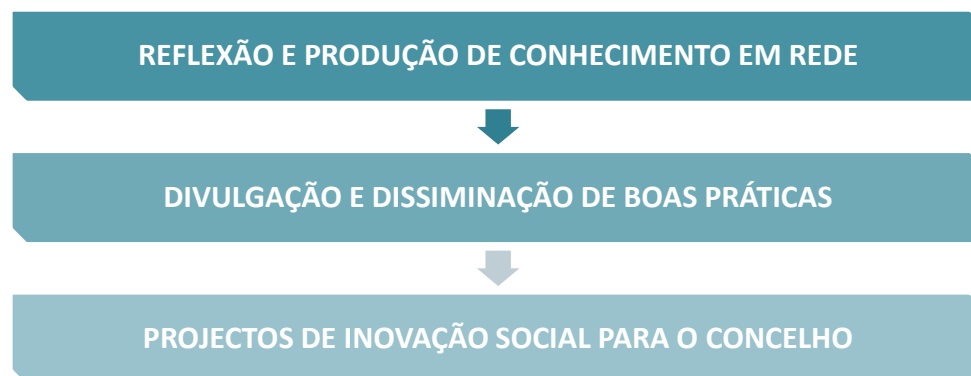 REFLEXÃO E PRODUÇÃO DE CONHECIMENTO EM REDE
DIVULGAÇÃO E DISSIMINAÇÃO DE BOAS PRÁTICAS
PROJECTOS DE INOVAÇÃO SOCIAL PARA O CONCELHO